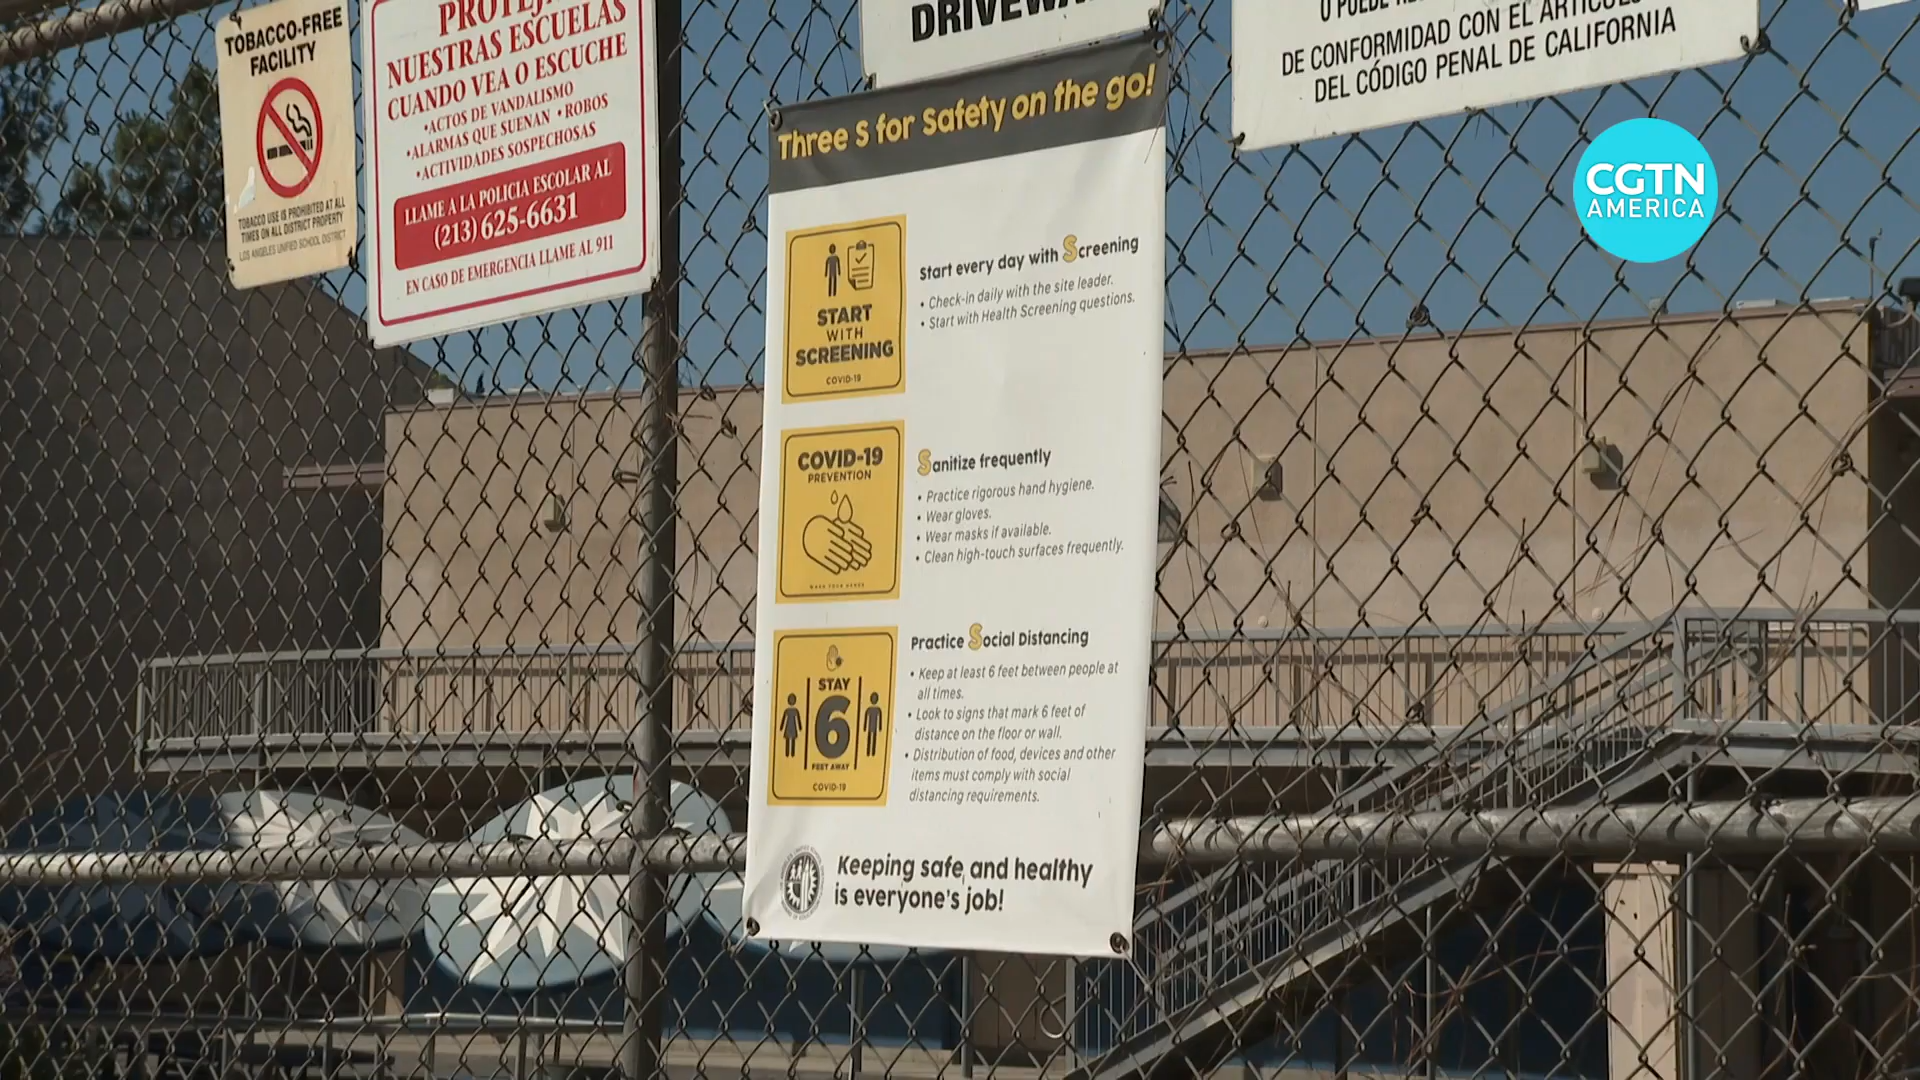 TOBACCO-FREE
FACILITY
TOBACCO USE IS PROHIBITED AT ALL
TIMES ON ALL DISTRICT PROPERTY
LOS ANGELES UNIFIED SCHOOL DISTRICT
NUESTRAS ESCUELAS
CUANDO VEA O ESCUCHE
•ACTOS DE VANDALISMO
•ALARMAS QUE SUENAN •ROBOS
•ACTIVIDADES SOSPECHOSAS
LLAME A LA POLICIA ESCOLAR AL
(213) 625-6631
EN CASO DE EMERGENCIA LLAME AL 911
Three S for Safety on the go!
START
WITH
SCREENING
COVID-19
Start every day with Screening
• Check-in daily with the site leader.
• Start with Health Screening questions.
COVID-19
PREVENTION
WASH YOUR HANDS
Sanitize frequently
• Practice rigorous hand hygiene.
• Wear gloves.
• Wear masks if available.
• Clean high-touch surfaces frequently.
STAY
6
FEET AWAY
COVID-19
Practice Social Distancing
• Keep at least 6 feet between people at
all times.
• Look to signs that mark 6 feet of
distance on the floor or wall.
• Distribution of food, devices and other
items must comply with social
distancing requirements.
Keeping safe and healthy
is everyone's job!
O PUEDE
DE CONFORMIDAD CON EL
DEL CÓDIGO PENAL DE CALIFORNIA
CGTN
AMERICA